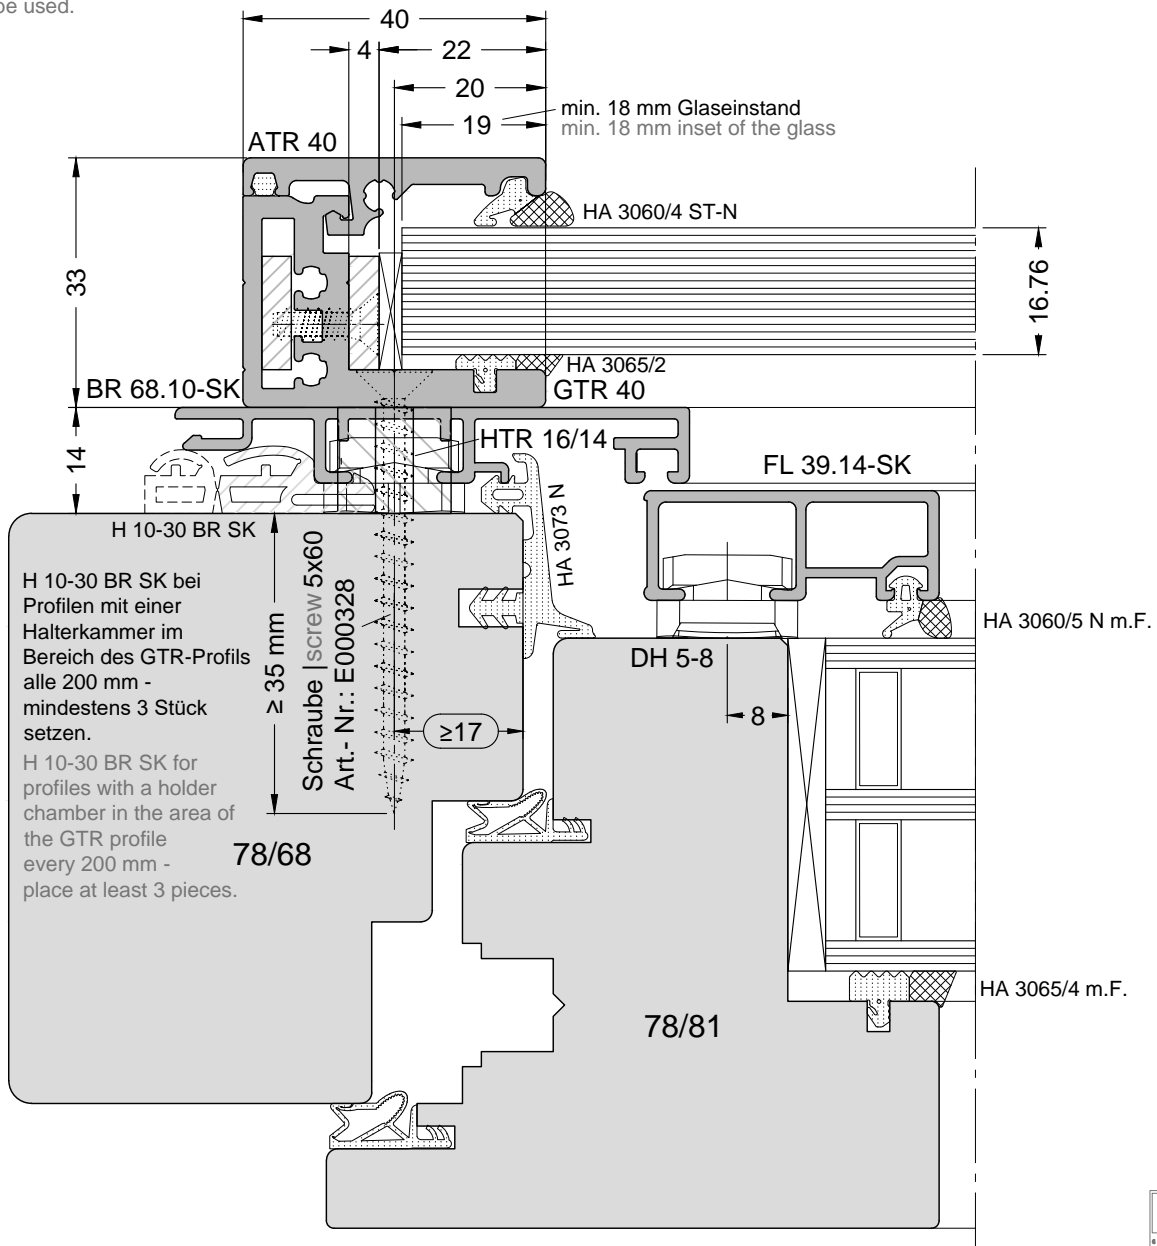 be used.
40
4
22
20
19
min. 18 mm Glaseinstand
min. 18 mm inset of the glass
ATR 40
HA 3060/4 ST-N
33
16.76
HA 3065/2
BR 68.10-SK
GTR 40
14
HTR 16/14
FL 39.14-SK
HA 3073 N
H 10-30 BR SK
H 10-30 BR SK bei
Profilen mit einer
Halterkammer im
Bereich des GTR-Profils
alle 200 mm -
mindestens 3 Stück
setzen.
H 10-30 BR SK for
profiles with a holder
chamber in the area of
the GTR profile
every 200 mm -
place at least 3 pieces.
≥ 35 mm
Schraube |screw 5x60
Art.- Nr.: E000328
≥17
HA 3060/5 N m.F.
DH 5-8
8
78/68
HA 3065/4 m.F.
78/81